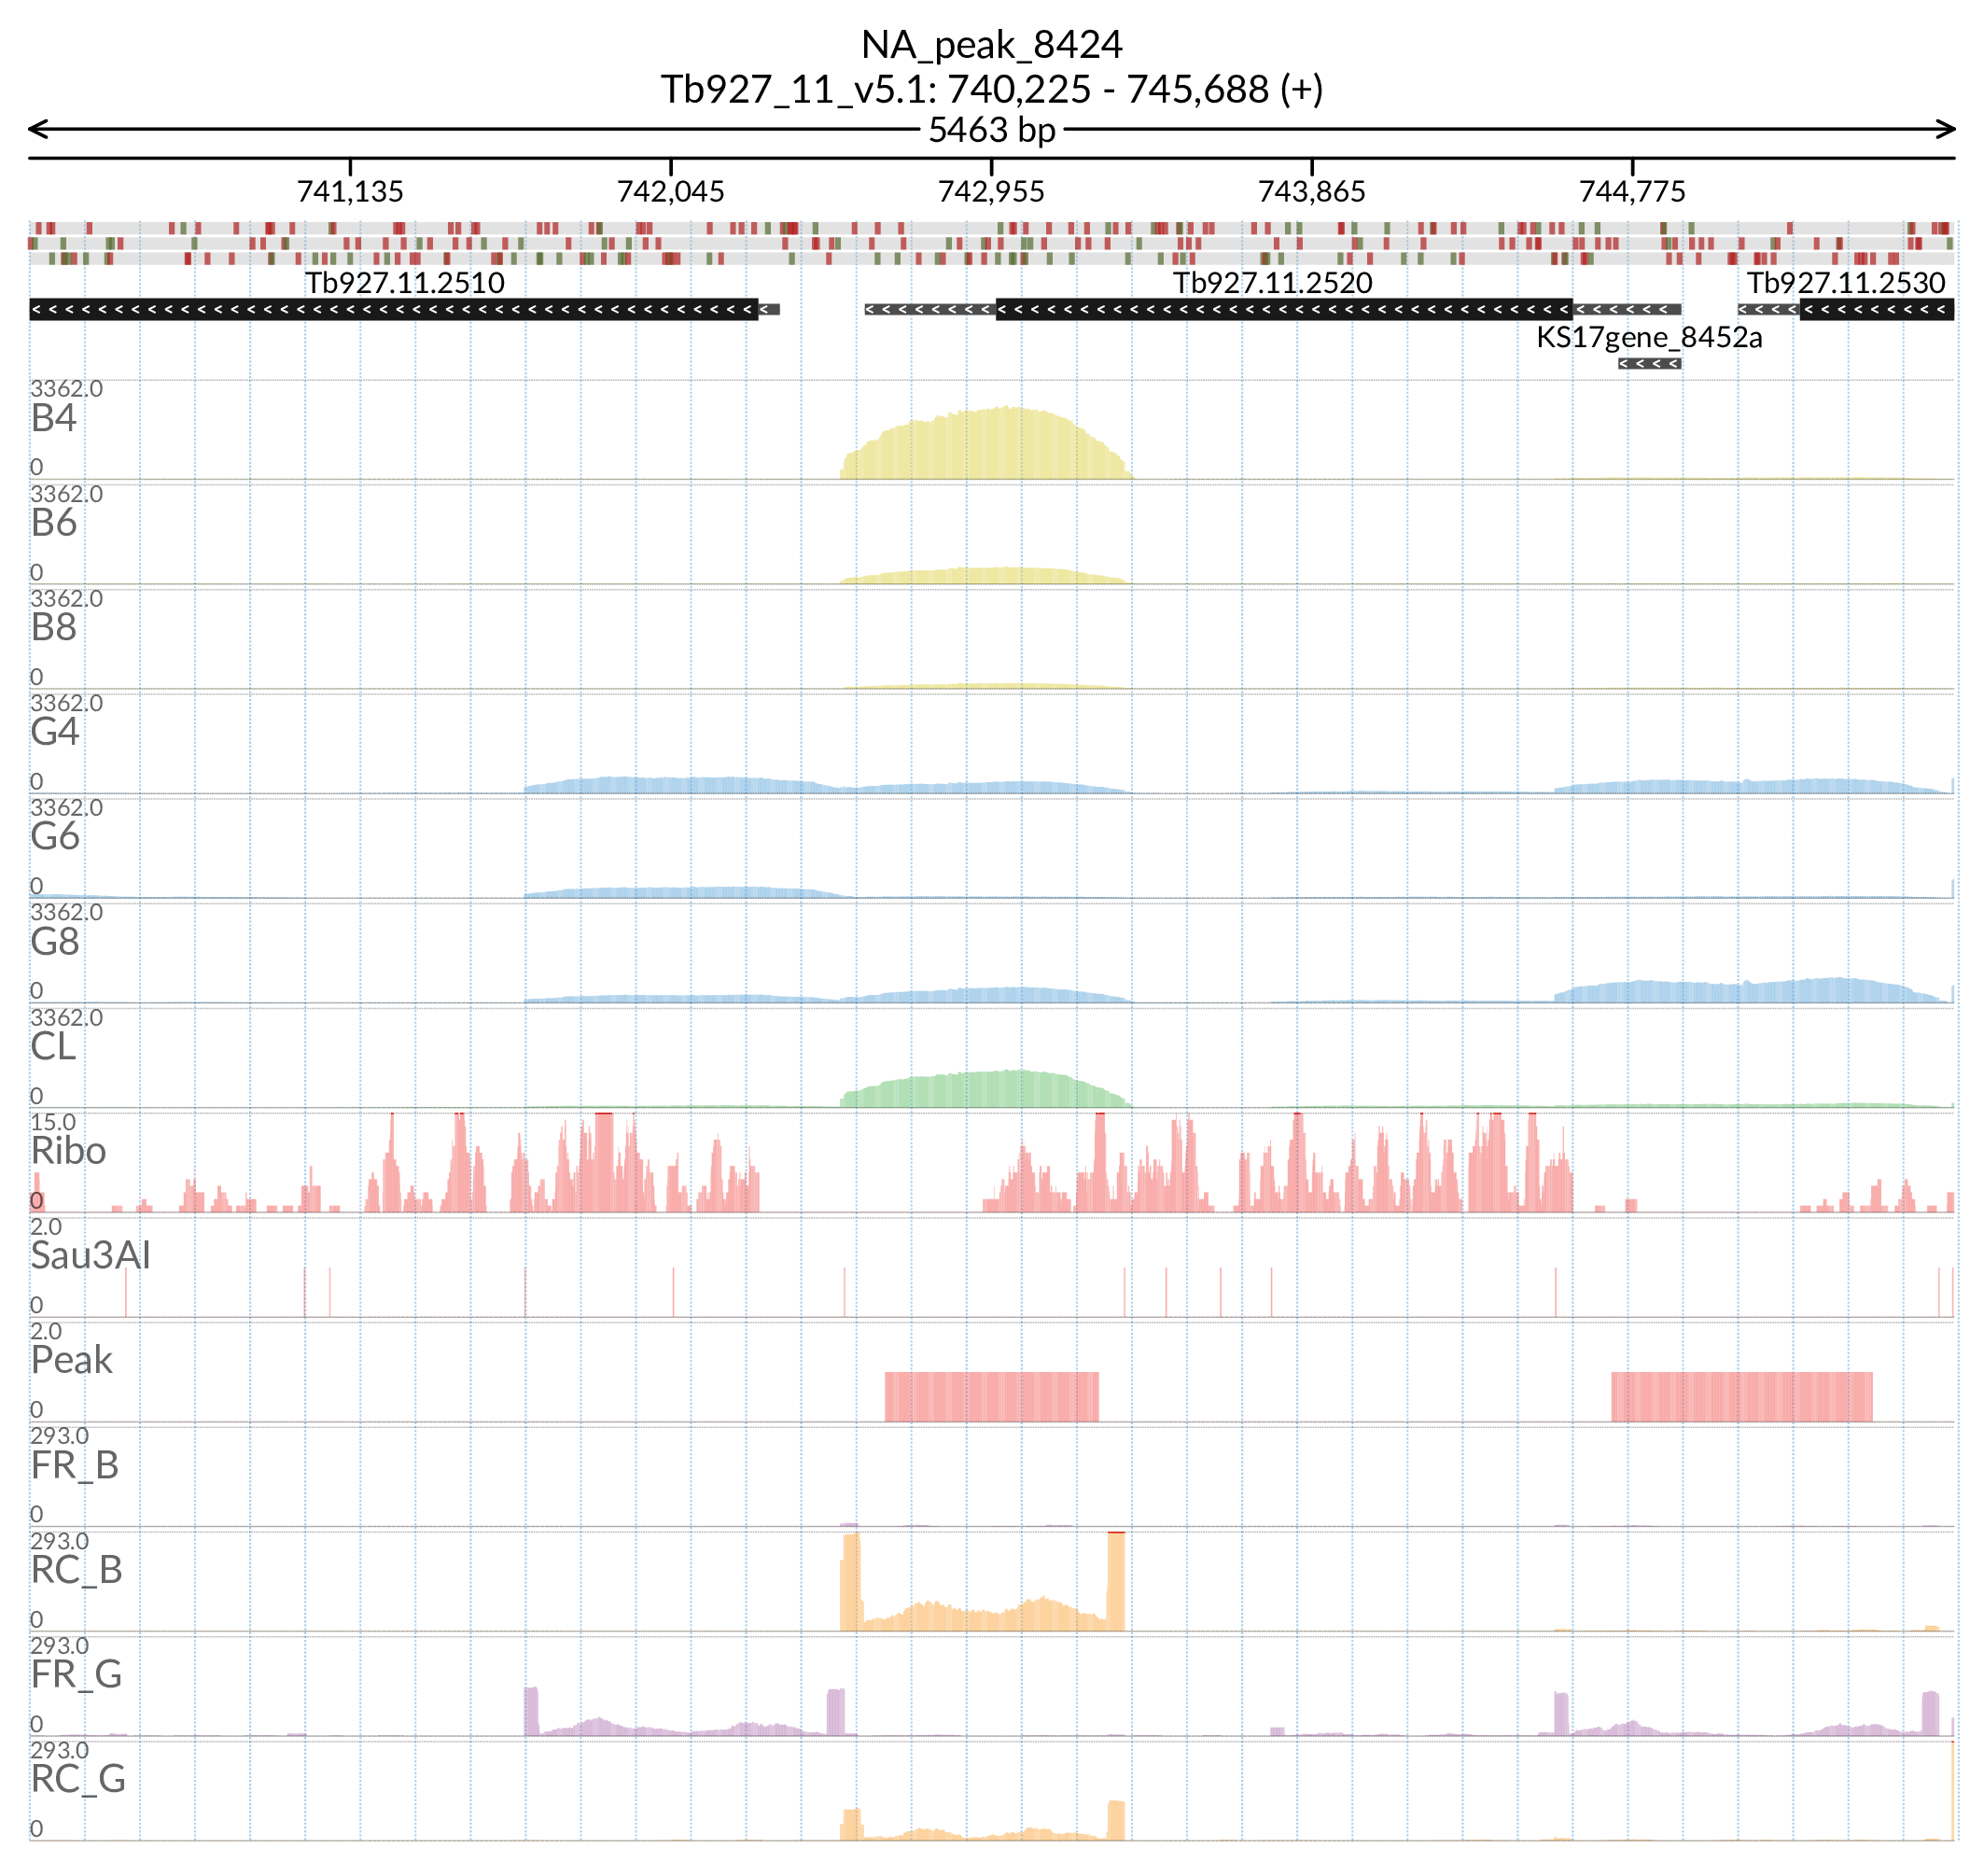 NA_peak_8424
Tb927_11_v5.1: 740,225 - 745,688 (+)
5463 bp
741,135 742,045 742,955 743,865 744,775
Tb927.11.2510 Tb927.11.2520 Tb927.11.2530
KS17gene_8452a
3362.0
B4
0
3362.0
B6
0
3362.0
B8
0
3362.0
G4
0
3362.0
G6
0
3362.0
G8
0
3362.0
CL
0
15.0
Ribo
0
2.0
Sau3AI
0
2.0
Peak
0
293.0
FR_B
0
293.0
RC_B
0
293.0
FR_G
0
293.0
RC_G
0